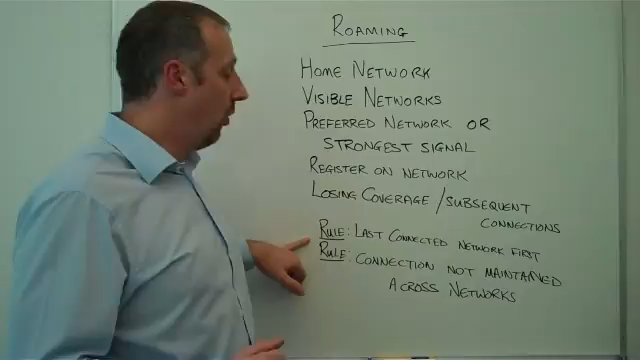 ROAMING
HOME NETWORK
VISIBLE NETWORKS
PREFERRED NETWORK OR
STRONGEST SIGNAL
REGISTER ON NETWORK
LOSING COVERAGE / SUBSEQUENT
CONNECTIONS
RULE: LAST CONNECTED NETWORK FIRST
RULE: CONNECTION NOT MAINTAINED
ACROSS NETWORKS